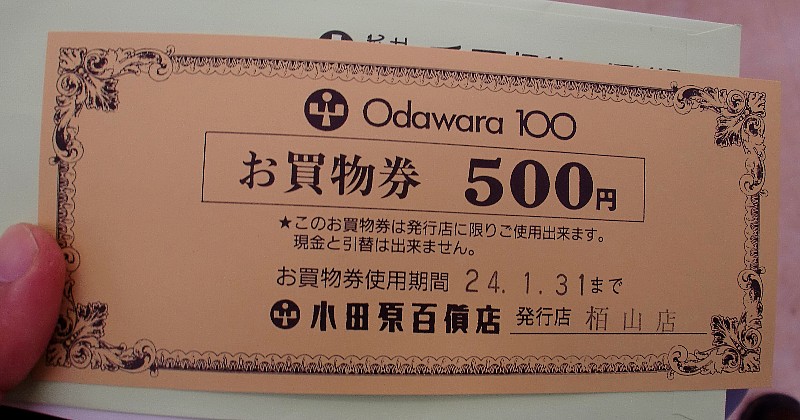 Odawara 100
お買物券 500円
★このお買物券は発行店に限りご使用出来ます。
現金と引替は出来ません。
お買物券使用期間 24.1.31まで
小田原百貨店 発行店 栢山店